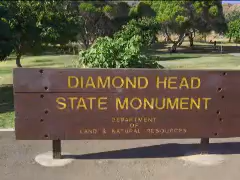 DIAMOND HEAD
STATE MONUMENT
DEPARTMENT
OF
LAND & NATURAL RESOURCES